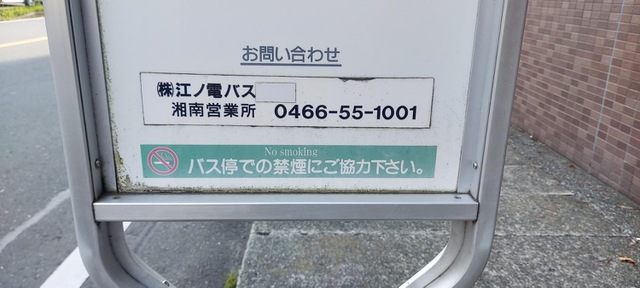 お問い合わせ
㈱江ノ電バス
湘南営業所 0466-55-1001
No smoking
バス停での禁煙にご協力下さい。